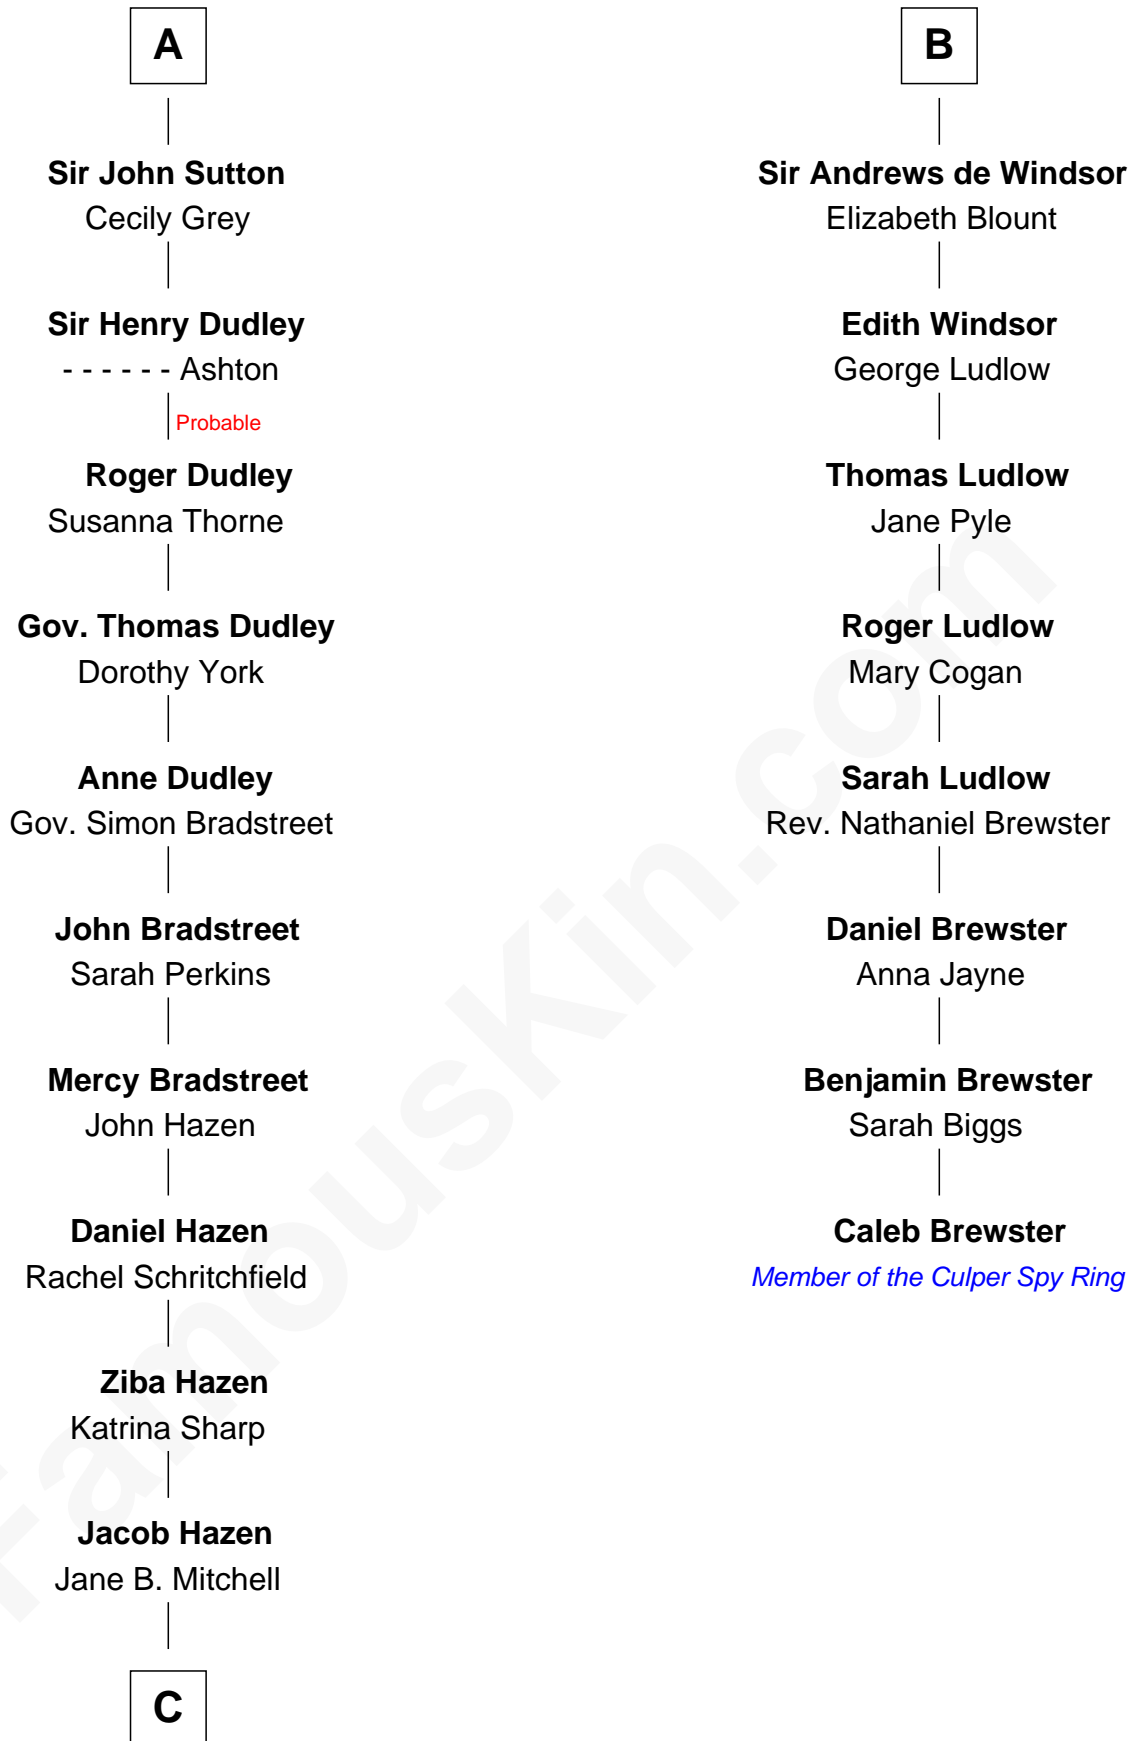 A
Sir John Sutton
Cecily Grey
Sir Henry Dudley
- - - - - - Ashton
Probable
Roger Dudley
Susanna Thorne
Gov. Thomas Dudley
Dorothy York
Anne Dudley
Gov. Simon Bradstreet
John Bradstreet
Sarah Perkins
Mercy Bradstreet
John Hazen
Daniel Hazen
Rachel Schritchfield
Ziba Hazen
Katrina Sharp
Jacob Hazen
Jane B. Mitchell
C
B
Sir Andrews de Windsor
Elizabeth Blount
Edith Windsor
George Ludlow
Thomas Ludlow
Jane Pyle
Roger Ludlow
Mary Cogan
Sarah Ludlow
Rev. Nathaniel Brewster
Daniel Brewster
Anna Jayne
Benjamin Brewster
Sarah Biggs
Caleb Brewster
Member of the Culper Spy Ring
FamousKin.com